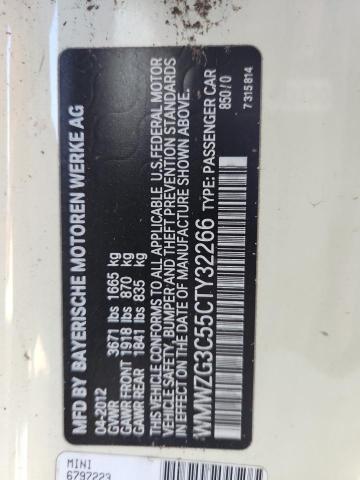 MFD BY BAYERISCHE MOTOREN WERKE AG
04-2012
GVWR 3671 lbs 1665 kg
GAWR FRONT 1918 lbs 870 kg
GAWR REAR 1841 lbs 835 kg
THIS VEHICLE CONFORMS TO ALL APPLICABLE U.S.FEDERAL MOTOR
VEHICLE SAFETY, BUMPER AND THEFT PREVENTION STANDARDS
IN EFFECT ON THE DATE OF MANUFACTURE SHOWN ABOVE.
WMWZG3C55CTY32266 TYPE: PASSENGER CAR
850/0
7315814
MINI
6797223